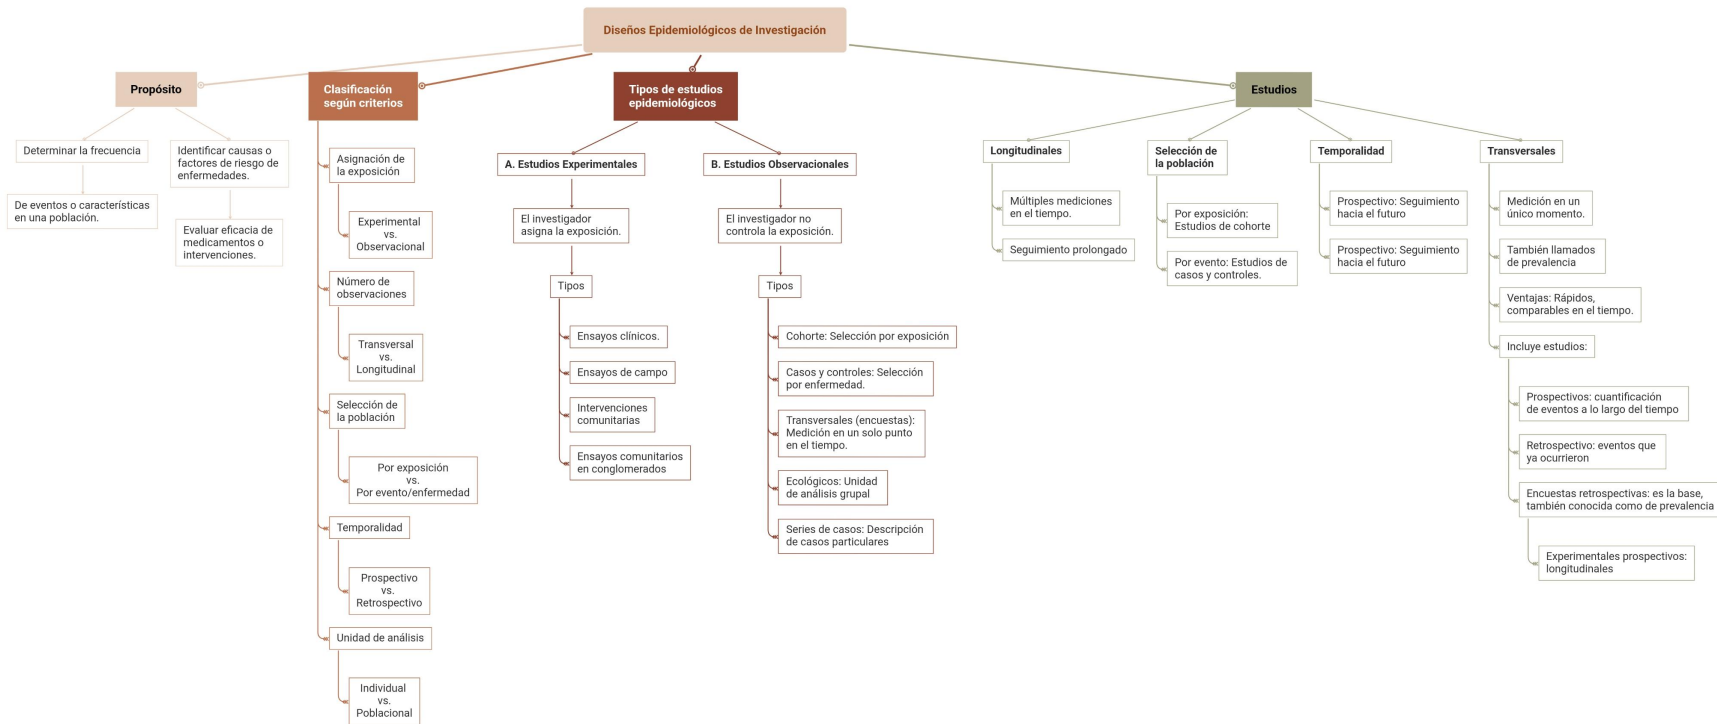 Diseños Epidemiológicos de Investigación
Propósito
Determinar la frecuencia
De eventos o características
en una población.
Identificar causas o
factores de riesgo de
enfermedades.
Evaluar eficacia de
medicamentos o
intervenciones.
Clasificación
según criterios
Asignación de
la exposición
Experimental
vs.
Observacional
Número de
observaciones
Transversal
vs.
Longitudinal
Selección de
la población
Por exposición
vs.
Por evento/enfermedad
Temporalidad
Prospectivo
vs.
Retrospectivo
Unidad de análisis
Individual
vs.
Poblacional
Tipos de estudios
epidemiológicos
A. Estudios Experimentales
El investigador
asigna la exposición.
Tipos
Ensayos clínicos.
Ensayos de campo
Intervenciones
comunitarias
Ensayos comunitarios
en conglomerados
B. Estudios Observacionales
El investigador no
controla la exposición.
Tipos
Cohorte: Selección por exposición
Casos y controles: Selección
por enfermedad.
Transversales (encuestas):
Medición en un solo punto
en el tiempo.
Ecológicos: Unidad
de análisis grupal
Series de casos: Descripción
de casos particulares
Estudios
Longitudinales
Múltiples mediciones
en el tiempo.
Seguimiento prolongado
Selección de
la población
Por exposición:
Estudios de cohorte
Por evento: Estudios de
casos y controles.
Temporalidad
Prospectivo: Seguimiento
hacia el futuro
Prospectivo: Seguimiento
hacia el futuro
Transversales
Medición en un
único momento.
También llamados
de prevalencia
Ventajas: Rápidos,
comparables en el tiempo.
Incluye estudios:
Prospectivos: cuantificación
de eventos a lo largo del tiempo
Retrospectivo: eventos que
ya ocurrieron
Encuestas retrospectivas: es la base,
también conocida como de prevalencia
Experimentales prospectivos:
longitudinales